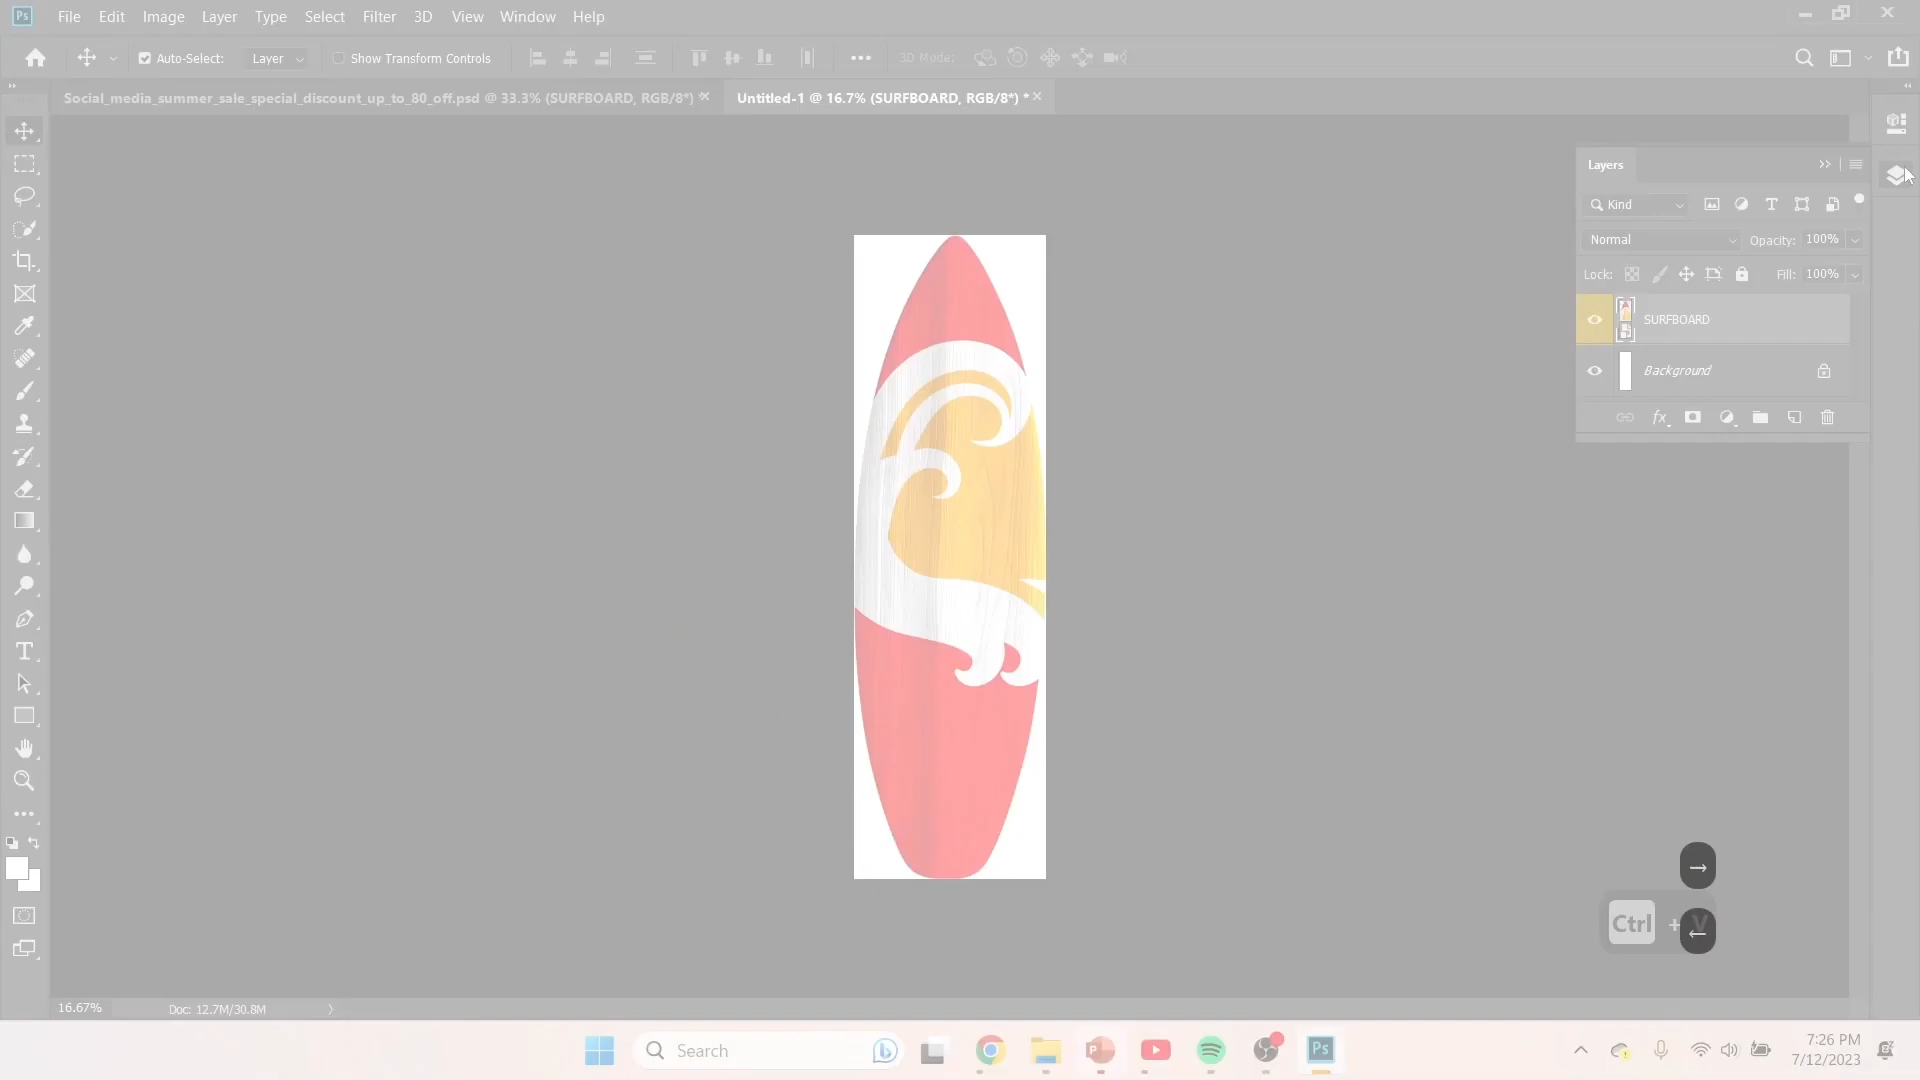 Ps File Edit Image Layer Type Select Filter 3D View Window Help
Auto-Select: Layer Show Transform Controls 3D Mode:
Social_media_summer_sale_special_discount_up_to_80_off.psd @ 33.3% (SURFBOARD, RGB/8*) Untitled-1 @ 16.7% (SURFBOARD, RGB/8*) *
Layers
Kind
Normal Opacity: 100%
Lock: Fill: 100%
SURFBOARD
Background
Ctrl + V
16.67% Doc: 12.7M/30.8M
Search
Ps
7:26 PM
7/12/2023